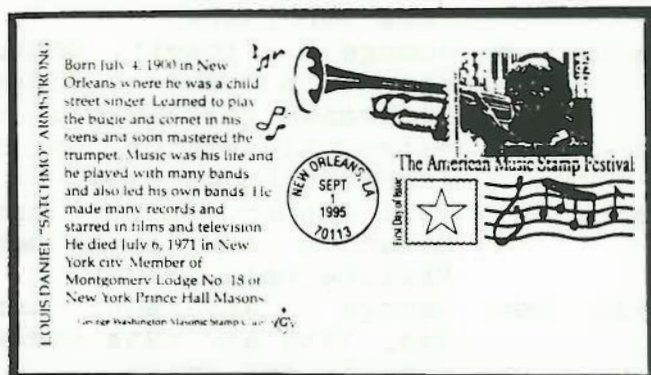 LOUIS DANIEL "SATCHMO" ARMSTRONG
Born July 4, 1900 in New
Orleans where he was a child
street singer. Learned to play
the bugle and cornet in his
teens and soon mastered the
trumpet. Music was his life and
he played with many bands
and also led his own bands. He
made many records and
starred in films and television.
He died July 6, 1971 in New
York city. Member of
Montgomery Lodge No. 18 of
New York Prince Hall Masons
George Washington Masonic Stamp Club
G
NEW ORLEANS, LA
SEPT
1
1995
70113
The American Music Stamp Festival
First Day of Issue